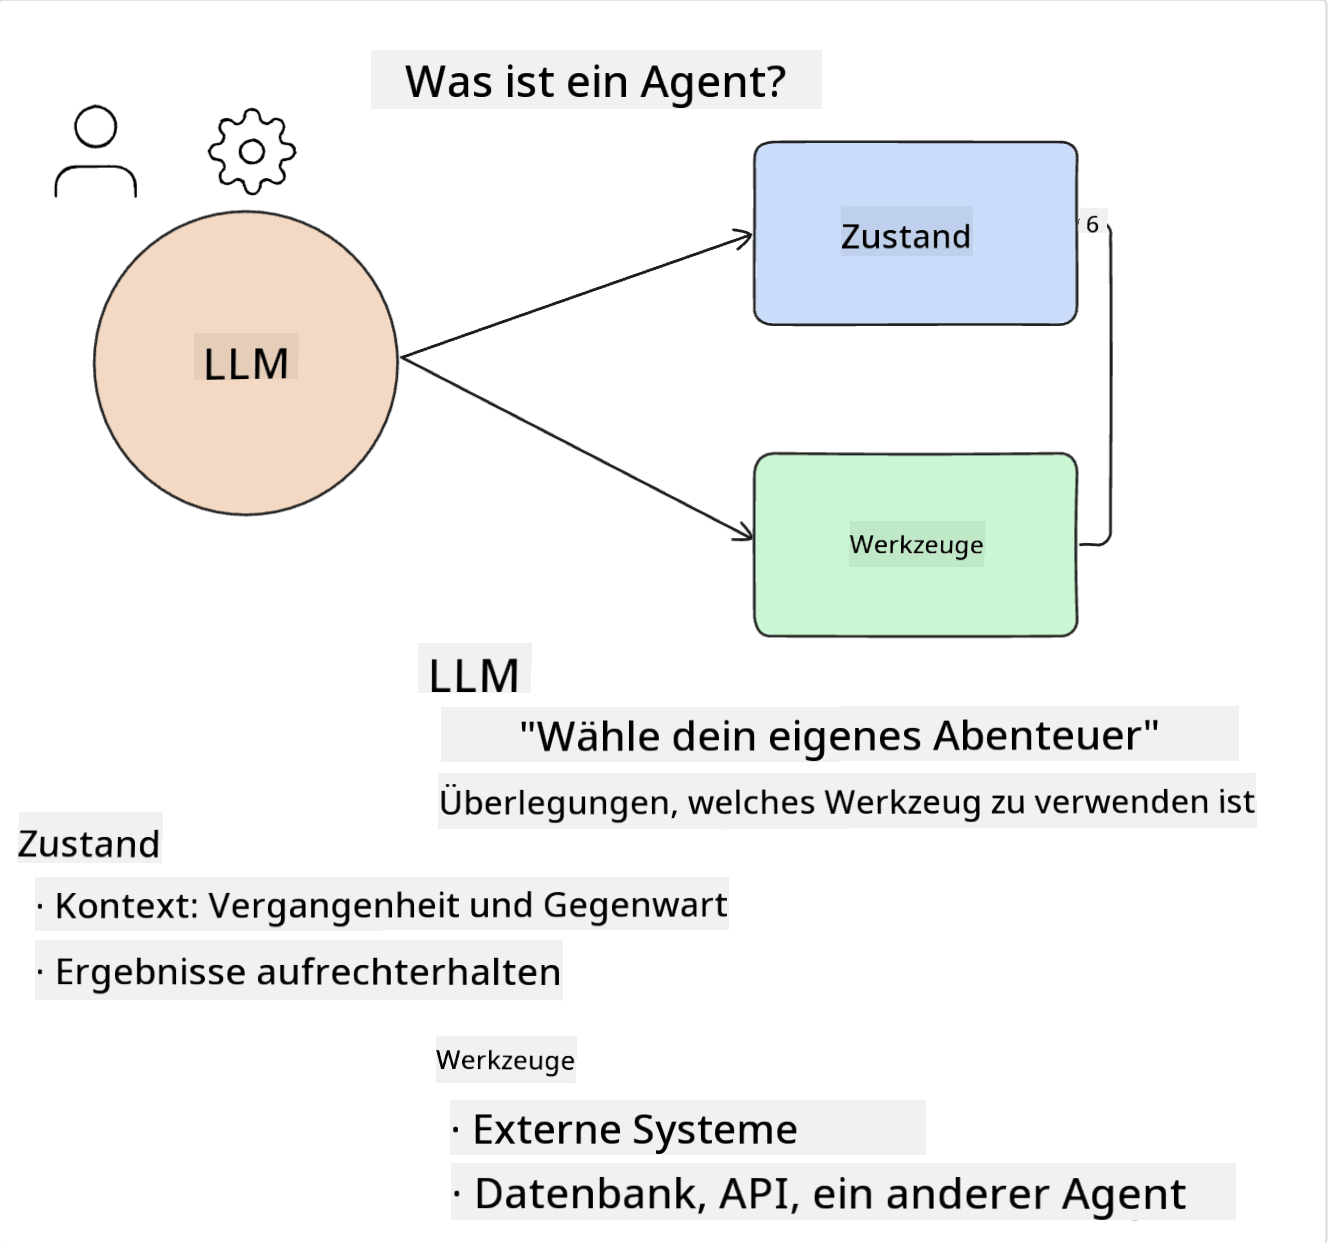 Was ist ein Agent?
Zustand
6
LLM
Werkzeuge
LLM
"Wähle dein eigenes Abenteuer"
Überlegungen, welches Werkzeug zu verwenden ist
Zustand
· Kontext: Vergangenheit und Gegenwart
· Ergebnisse aufrechterhalten
Werkzeuge
· Externe Systeme
· Datenbank, API, ein anderer Agent